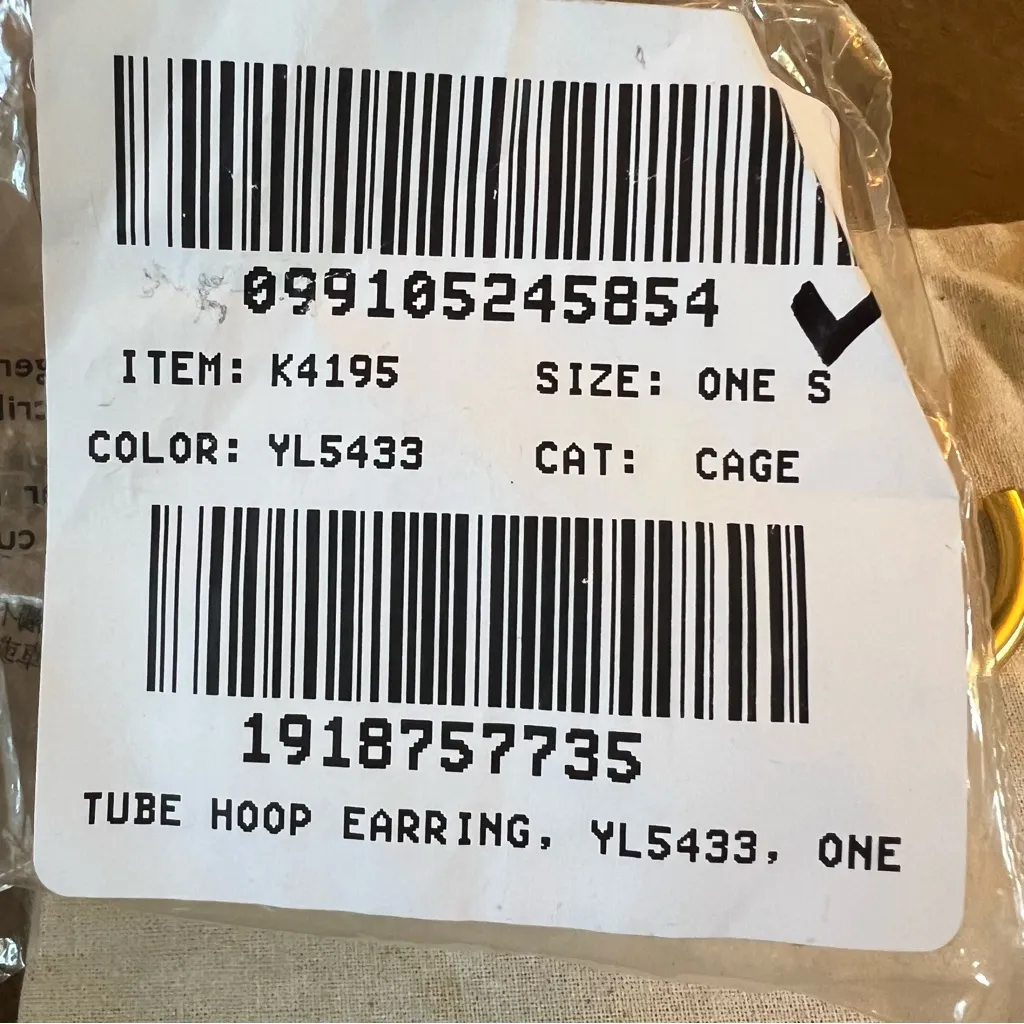 099105245854
ITEM: K4195 SIZE: ONE S
COLOR: YL5433 CAT: CAGE
1918757735
TUBE HOOP EARRING, YL5433, ONE